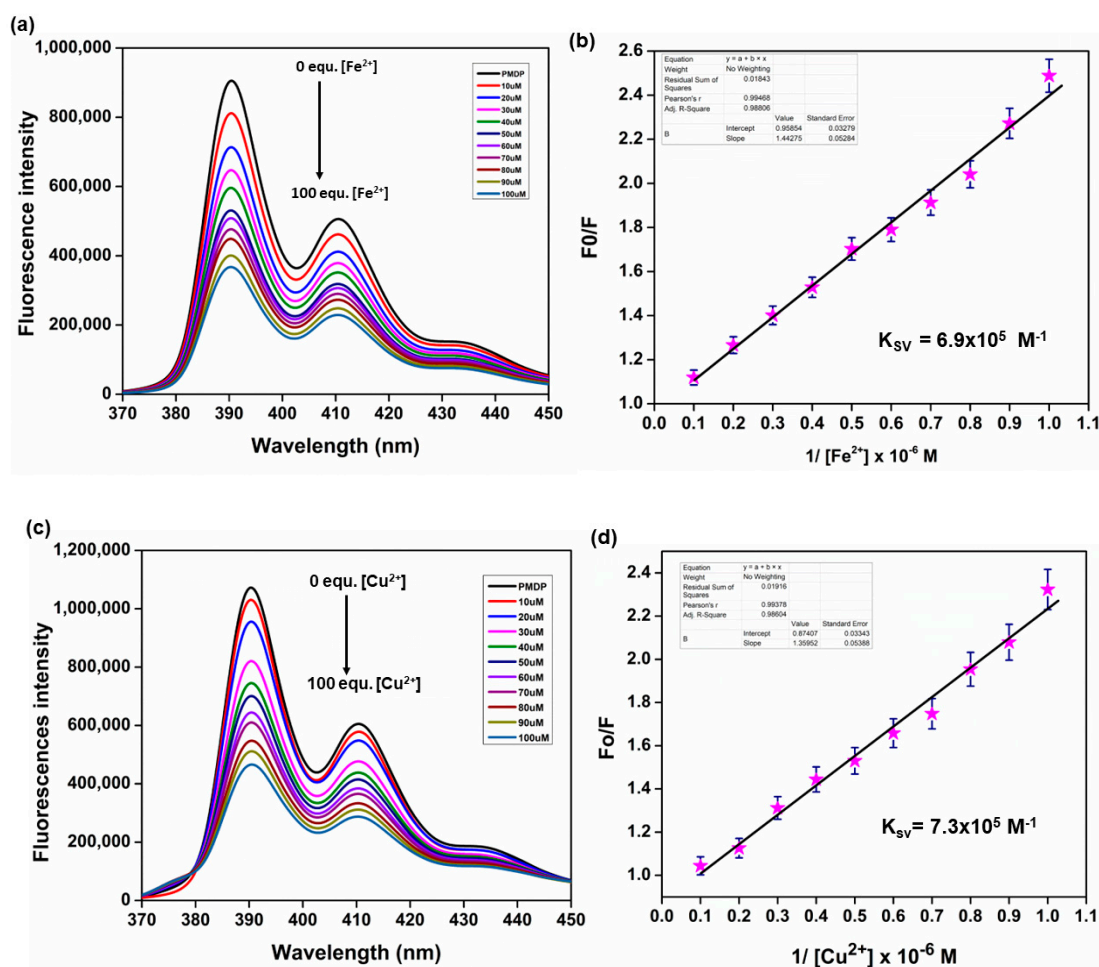 (a)
1,000,000
800,000
600,000
400,000
200,000
0
370 380 390 400 410 420 430 440 450
Fluorescence intensity
Wavelength (nm)
0 equ. [Fe²⁺]
100 equ. [Fe²⁺]
PMDP
10uM
20uM
30uM
40uM
50uM
60uM
70uM
80uM
90uM
100uM
(b)
2.6
2.4
2.2
2.0
1.8
1.6
1.4
1.2
1.0
0.0 0.1 0.2 0.3 0.4 0.5 0.6 0.7 0.8 0.9 1.0 1.1
F0/F
1/ [Fe²⁺] x 10⁻⁶ M
Equation y = a + b × x
Weight No Weighting
Residual Sum of Squares 0.01843
Pearson's r 0.99468
Adj. R-Square 0.98806
Value Standard Error
B Intercept 0.95854 0.03279
Slope 1.44275 0.05284
K_SV = 6.9x10⁵ M⁻¹
(c)
1,200,000
1,000,000
800,000
600,000
400,000
200,000
0
370 380 390 400 410 420 430 440 450
Fluorescences intensity
Wavelength (nm)
0 equ. [Cu²⁺]
100 equ. [Cu²⁺]
PMDP
10uM
20uM
30uM
40uM
50uM
60uM
70uM
80uM
90uM
100uM
(d)
2.4
2.2
2.0
1.8
1.6
1.4
1.2
1.0
0.0 0.1 0.2 0.3 0.4 0.5 0.6 0.7 0.8 0.9 1.0 1.1
Fo/F
1/ [Cu²⁺] x 10⁻⁶ M
Equation y = a + b × x
Weight No Weighting
Residual Sum of Squares 0.01916
Pearson's r 0.99378
Adj. R-Square 0.98604
Value Standard Error
B Intercept 0.87407 0.03343
Slope 1.35952 0.05388
K_SV = 7.3x10⁵ M⁻¹